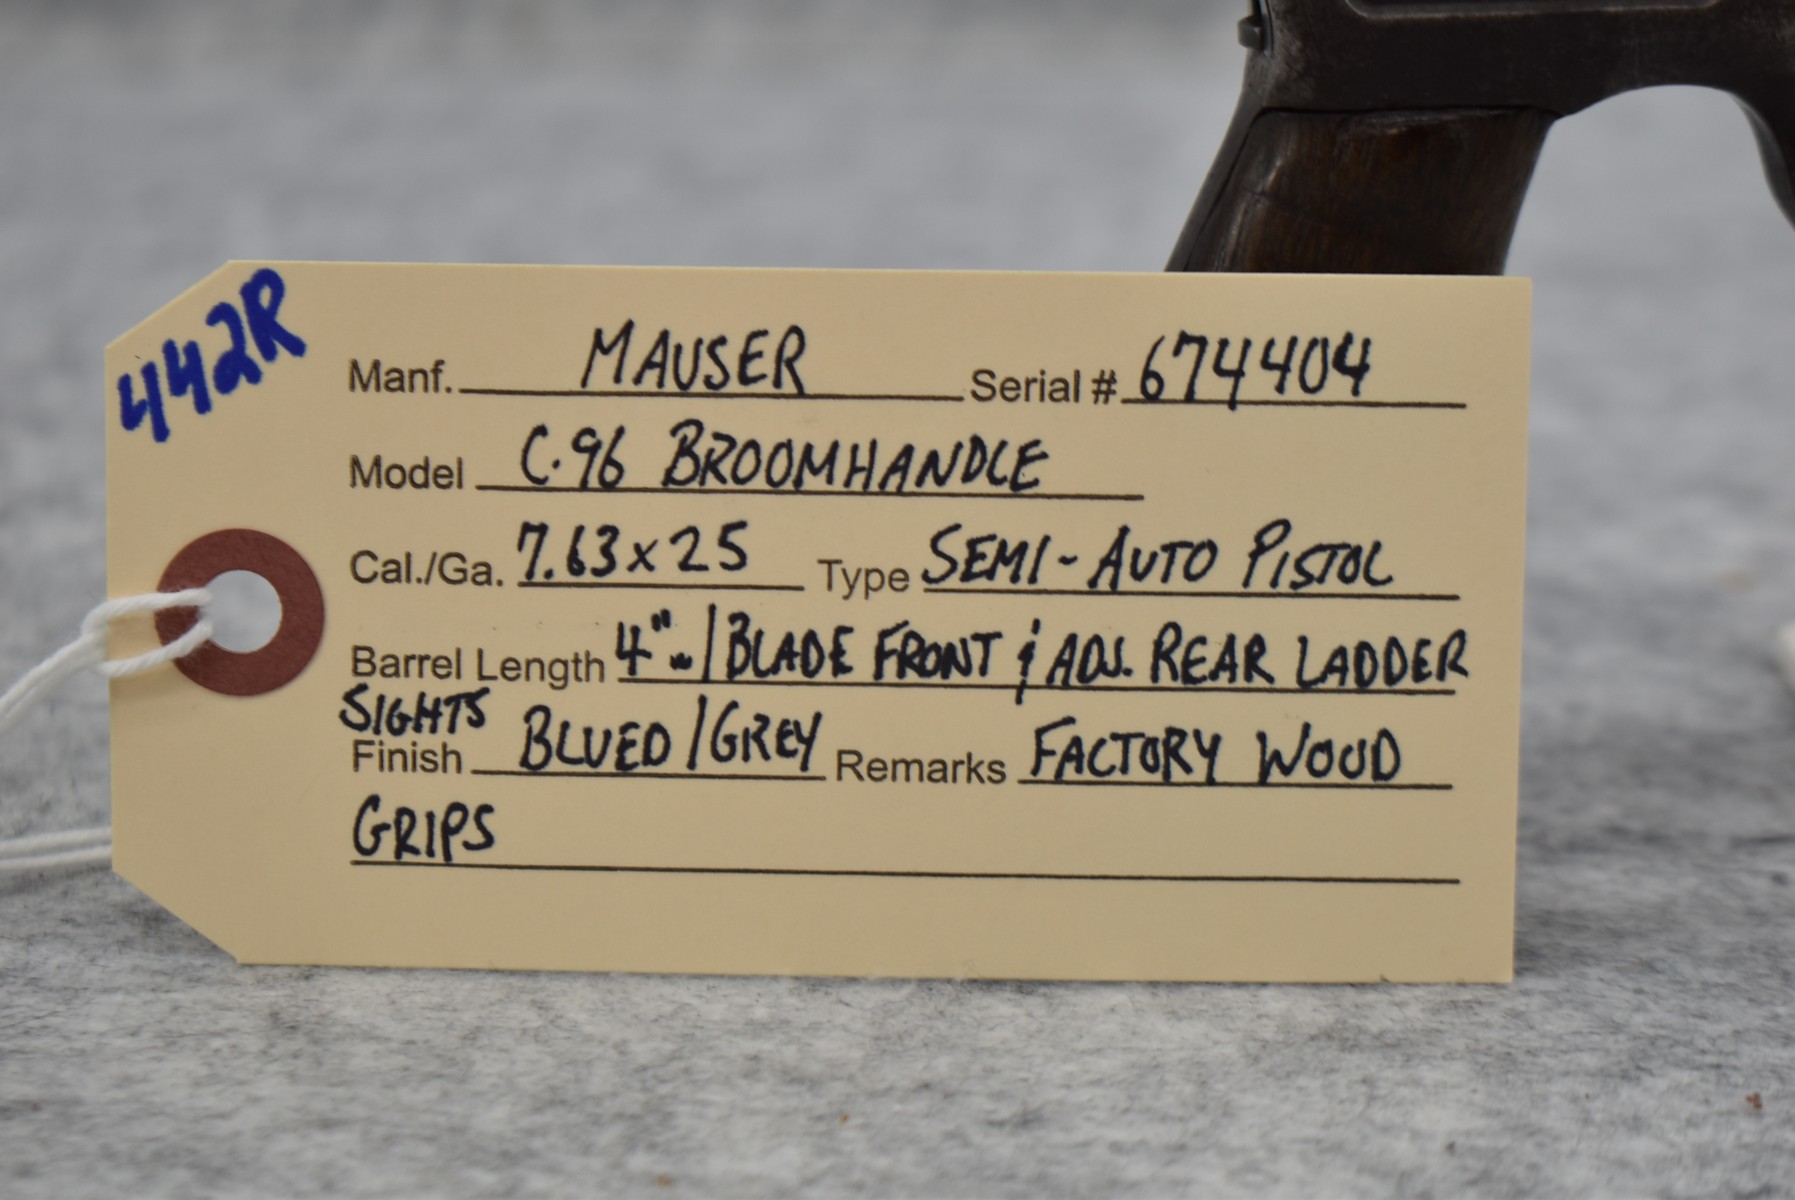 442R
Manf. MAUSER Serial # 674404
Model C.96 BROOMHANDLE
Cal./Ga. 7.63x25 Type SEMI-AUTO PISTOL
Barrel Length 4" w/BLADE FRONT & ADJ. REAR LADDER
SIGHTS
Finish BLUED/GREY Remarks FACTORY WOOD
GRIPS